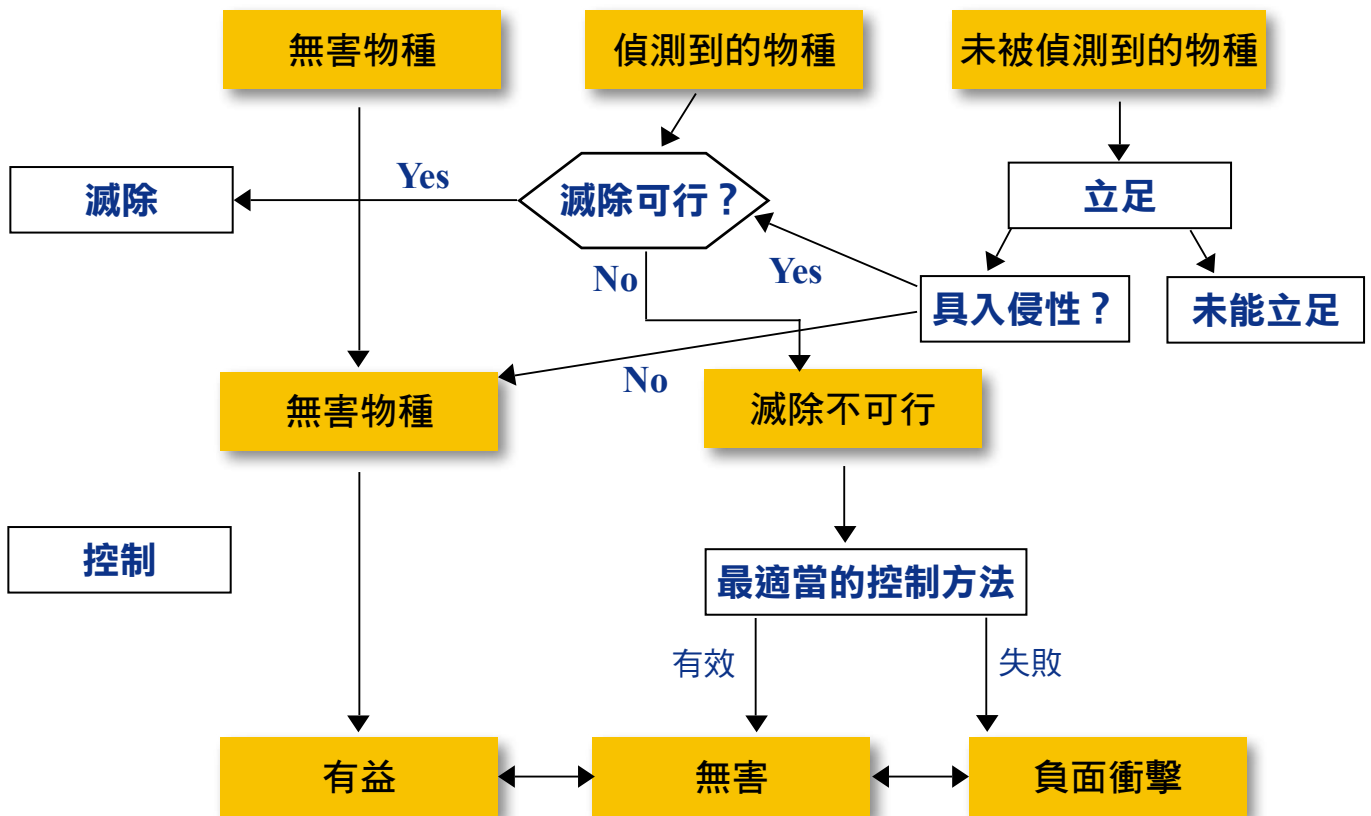 無害物種
偵測到的物種
未被偵測到的物種
滅除
Yes
滅除可行？
立足
No
Yes
具入侵性？
未能立足
無害物種
No
滅除不可行
控制
最適當的控制方法
有效
失敗
有益
無害
負面衝擊